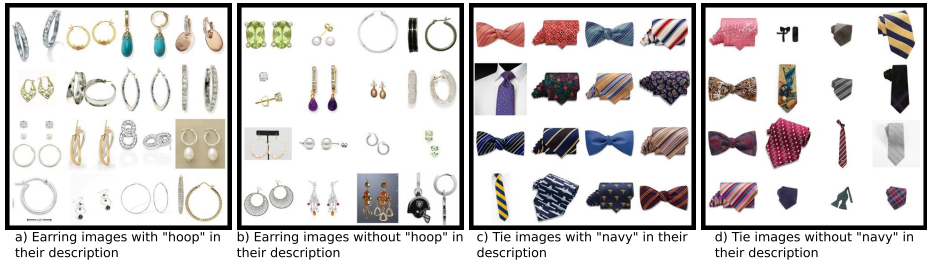 a) Earring images with "hoop" in
their description
b) Earring images without "hoop" in
their description
c) Tie images with "navy" in their
description
d) Tie images without "navy" in
their description